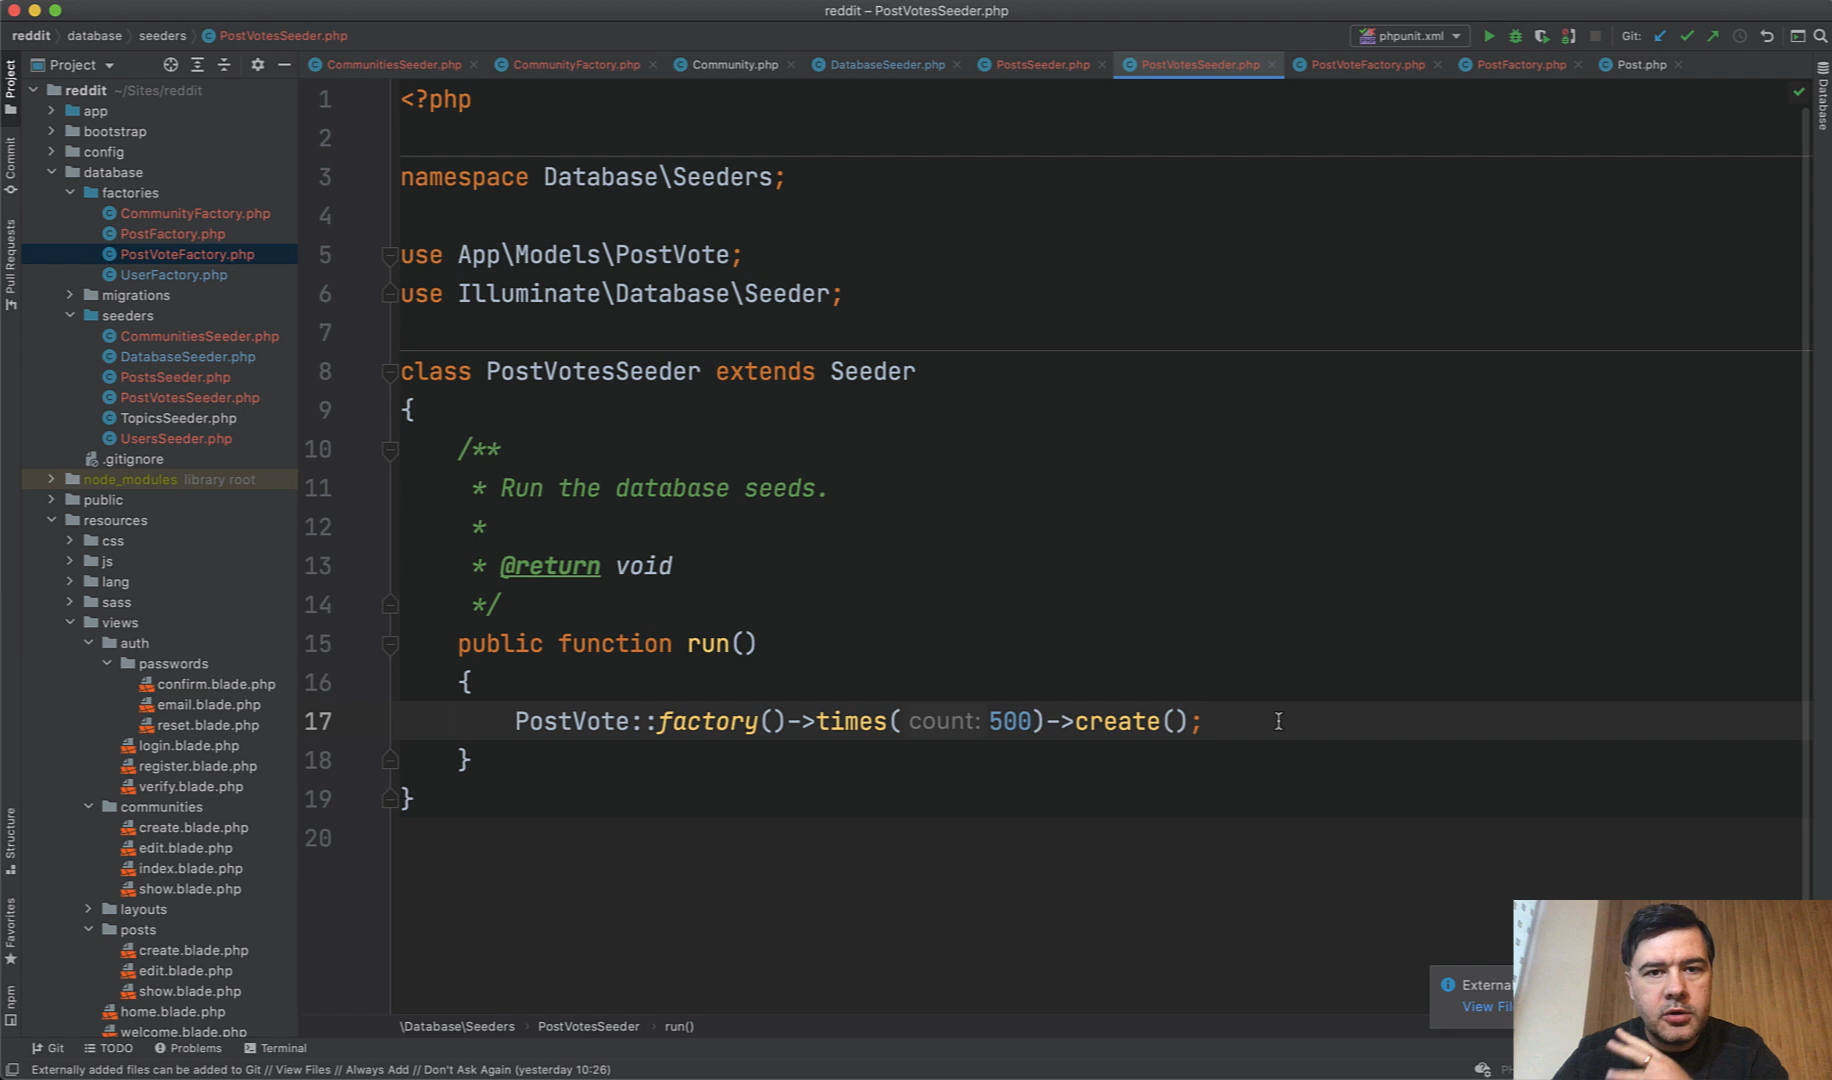 reddit – PostVotesSeeder.php
reddit database seeders PostVotesSeeder.php
phpunit.xml Git:
Project
CommunitiesSeeder.php CommunityFactory.php Community.php DatabaseSeeder.php PostsSeeder.php PostVotesSeeder.php PostVoteFactory.php PostFactory.php Post.php
Project
Commit
Pull Requests
Structure
Favorites
npm
Database
reddit ~/Sites/reddit
app
bootstrap
config
database
factories
CommunityFactory.php
PostFactory.php
PostVoteFactory.php
UserFactory.php
migrations
seeders
CommunitiesSeeder.php
DatabaseSeeder.php
PostsSeeder.php
PostVotesSeeder.php
TopicsSeeder.php
UsersSeeder.php
.gitignore
node_modules library root
public
resources
css
js
lang
sass
views
auth
passwords
confirm.blade.php
email.blade.php
reset.blade.php
login.blade.php
register.blade.php
verify.blade.php
communities
create.blade.php
edit.blade.php
index.blade.php
show.blade.php
layouts
posts
create.blade.php
edit.blade.php
show.blade.php
home.blade.php
welcome.blade.php
1 <?php
2
3 namespace Database\Seeders;
4
5 use App\Models\PostVote;
6 use Illuminate\Database\Seeder;
7
8 class PostVotesSeeder extends Seeder
9 {
10 /**
11 * Run the database seeds.
12 *
13 * @return void
14 */
15 public function run()
16 {
17 PostVote::factory()->times( count: 500)->create();
18 }
19 }
20
Externa
View Fil
\Database\Seeders PostVotesSeeder run()
Git TODO Problems Terminal
Externally added files can be added to Git // View Files // Always Add // Don't Ask Again (yesterday 10:26)